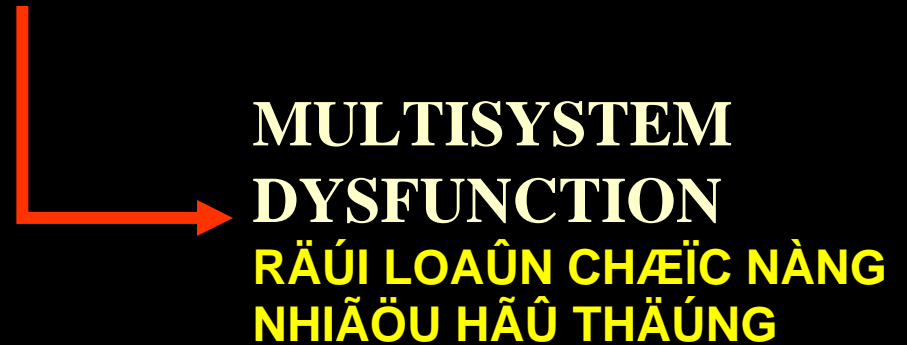 MULTISYSTEM
DYSFUNCTION
RÄÚI LOAÛN CHÆÏC NÀNG
NHIÃÖU HÃÛ THÄÚNG